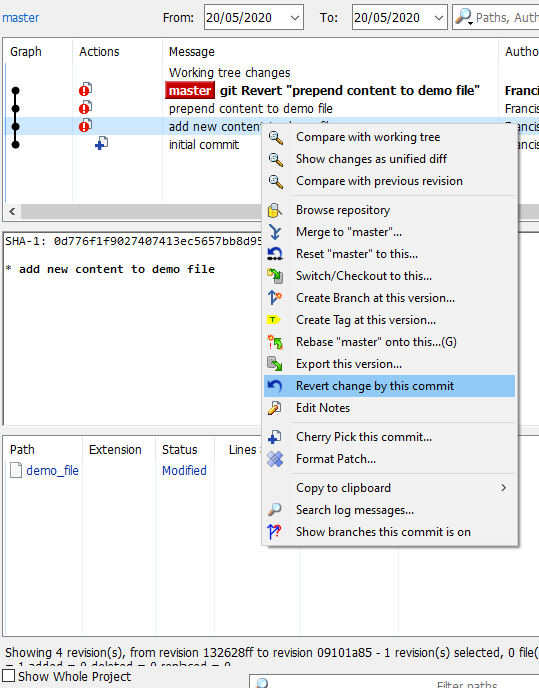 master From: 20/05/2020 To: 20/05/2020 Paths, Auth
Graph Actions Message Autho
Working tree changes
master git Revert "prepend content to demo file" Francis
prepend content to demo file Francis
add new content to demo
initial commit
Compare with working tree
Show changes as unified diff
Compare with previous revision
Browse repository
Merge to "master"...
Reset "master" to this...
Switch/Checkout to this...
Create Branch at this version...
Create Tag at this version...
Rebase "master" onto this...(G)
Export this version...
Revert change by this commit
Edit Notes
Cherry Pick this commit...
Format Patch...
Copy to clipboard
Search log messages...
Show branches this commit is on
SHA-1: 0d776f1f9027407413ec5657bb8d95
* add new content to demo file
Path Extension Status Lines
demo_file Modified
Showing 4 revision(s), from revision 132628ff to revision 09101a85 - 1 revision(s) selected, 0 file(
= 1 added = 0 deleted = 0 replaced = 0
Show Whole Project
Filter paths